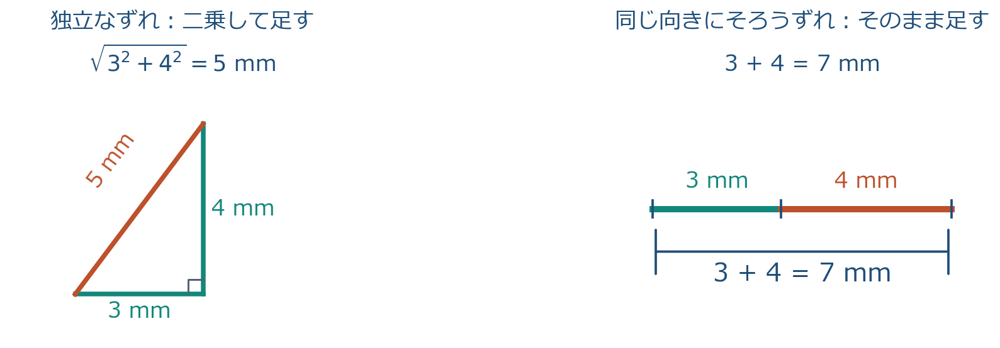 独立なずれ：二乗して足す
√3² + 4² = 5 mm
5 mm
4 mm
3 mm
同じ向きにそろうずれ：そのまま足す
3 + 4 = 7 mm
3 mm
4 mm
3 + 4 = 7 mm